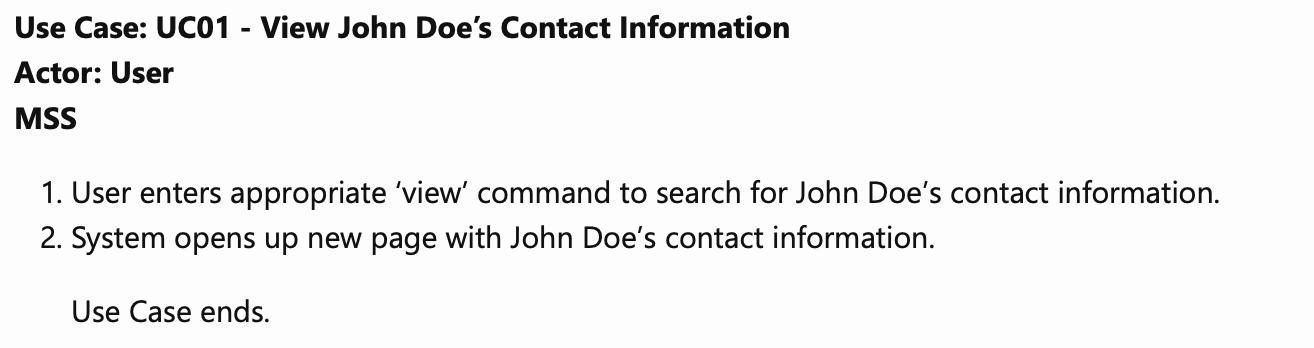 Use Case: UC01 - View John Doe’s Contact Information
Actor: User
MSS
1. User enters appropriate ‘view’ command to search for John Doe’s contact information.
2. System opens up new page with John Doe’s contact information.
Use Case ends.